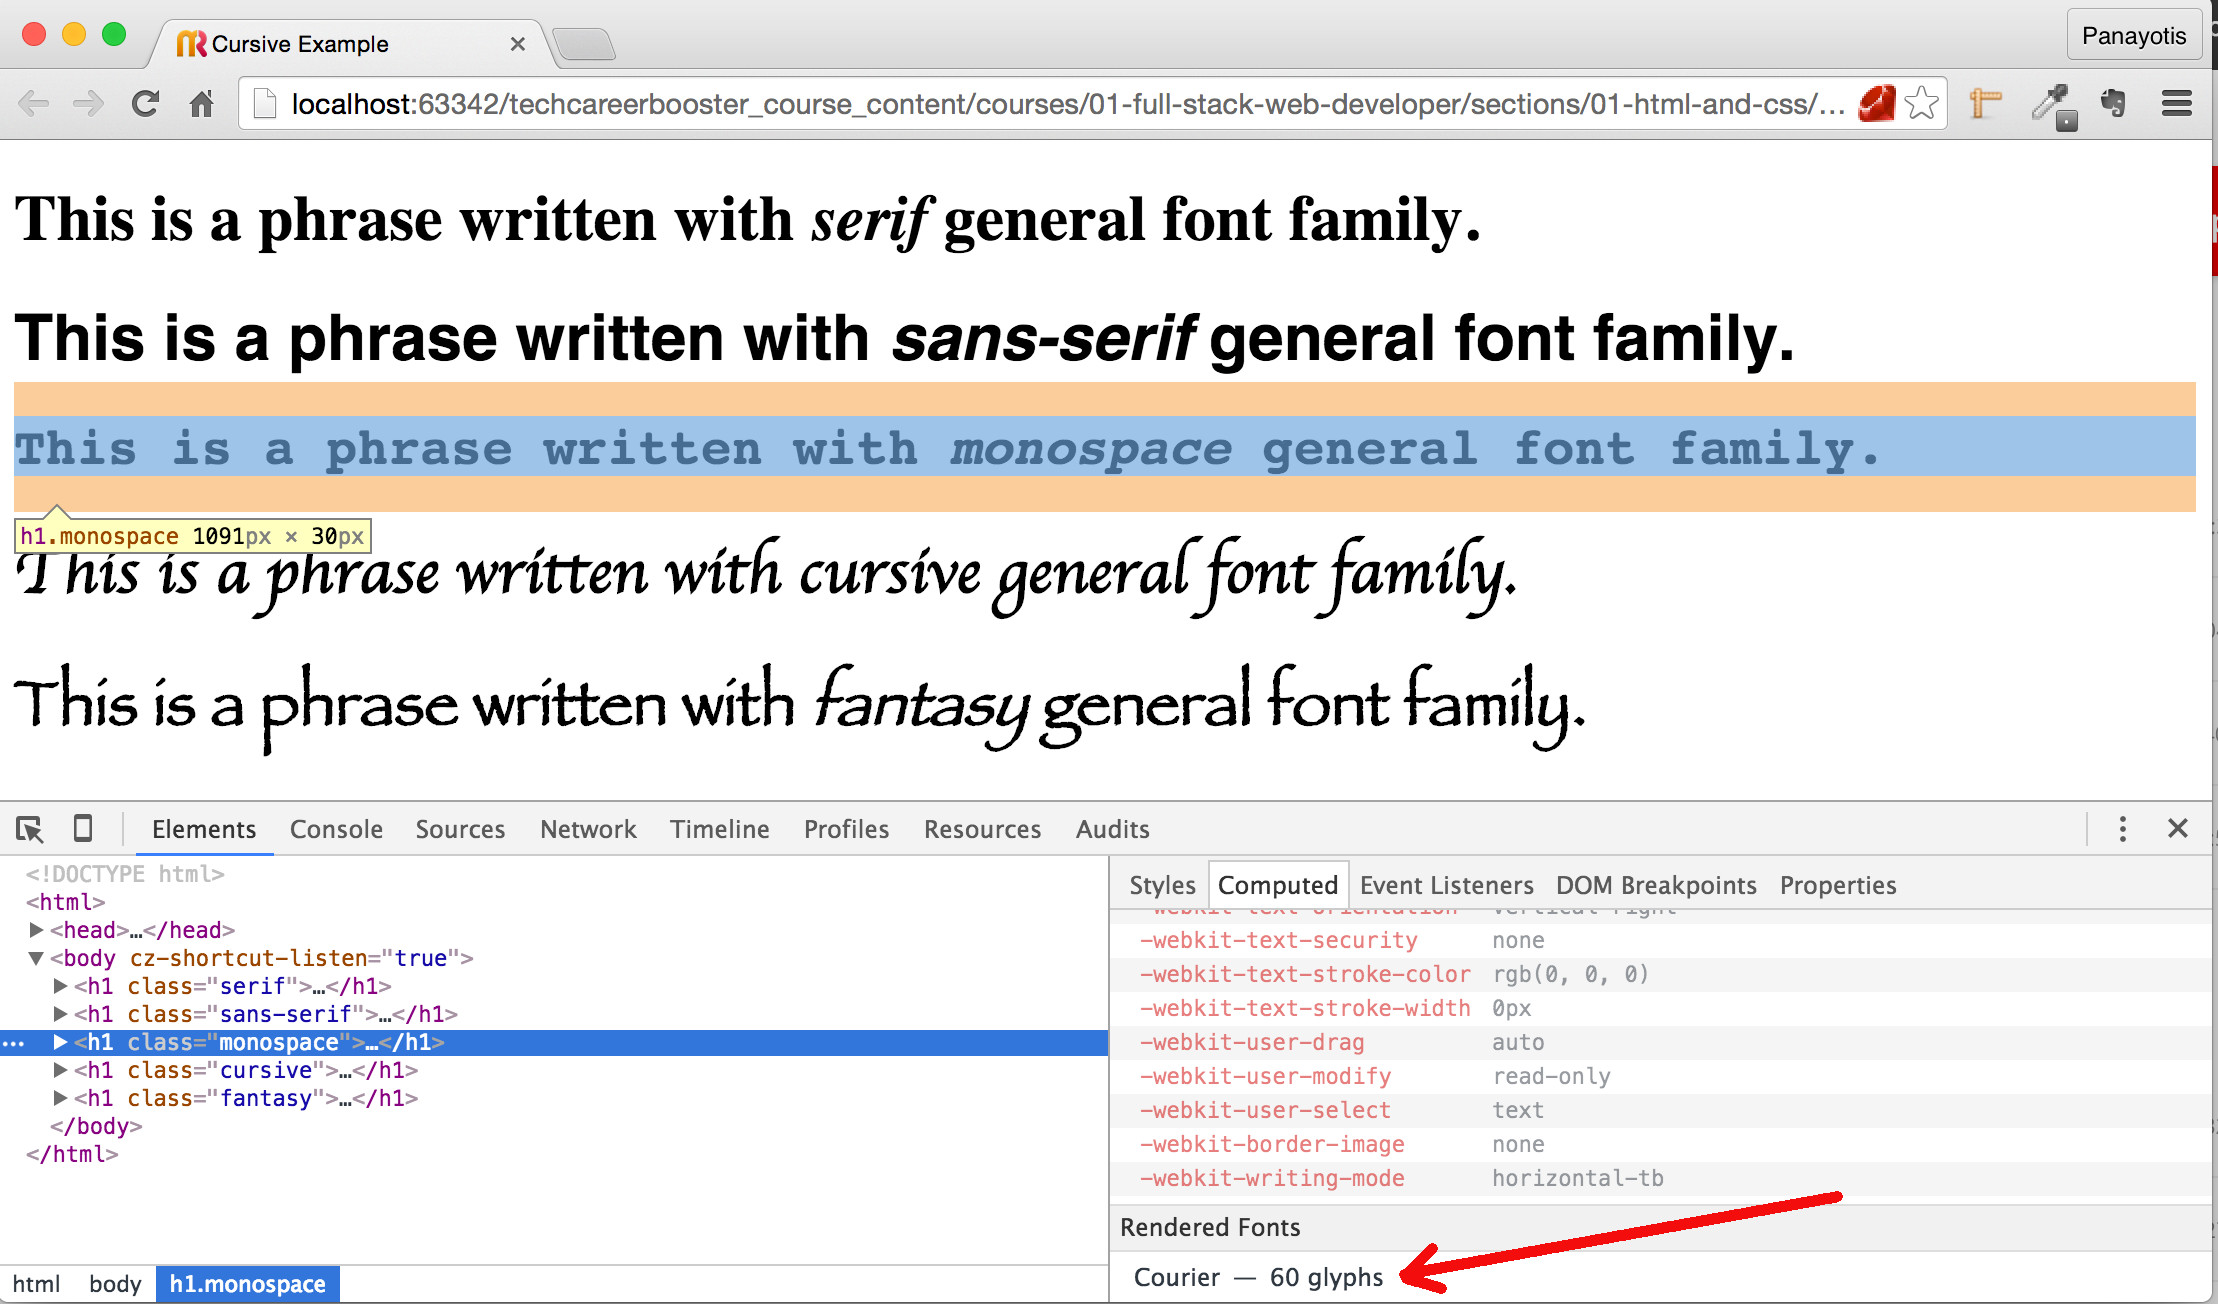 Cursive Example
Panayotis
localhost:63342/techcareerbooster_course_content/courses/01-full-stack-web-developer/sections/01-html-and-css/...
This is a phrase written with serif general font family.
This is a phrase written with sans-serif general font family.
This is a phrase written with monospace general font family.
h1.monospace 1091px × 30px
This is a phrase written with cursive general font family.
This is a phrase written with fantasy general font family.
Elements Console Sources Network Timeline Profiles Resources Audits
<!DOCTYPE html>
<html>
<head>…</head>
<body cz-shortcut-listen="true">
<h1 class="serif">…</h1>
<h1 class="sans-serif">…</h1>
<h1 class="monospace">…</h1>
<h1 class="cursive">…</h1>
<h1 class="fantasy">…</h1>
</body>
</html>
html body h1.monospace
Styles Computed Event Listeners DOM Breakpoints Properties
-webkit-text-orientation vertical-right
-webkit-text-security none
-webkit-text-stroke-color rgb(0, 0, 0)
-webkit-text-stroke-width 0px
-webkit-user-drag auto
-webkit-user-modify read-only
-webkit-user-select text
-webkit-border-image none
-webkit-writing-mode horizontal-tb
Rendered Fonts
Courier — 60 glyphs